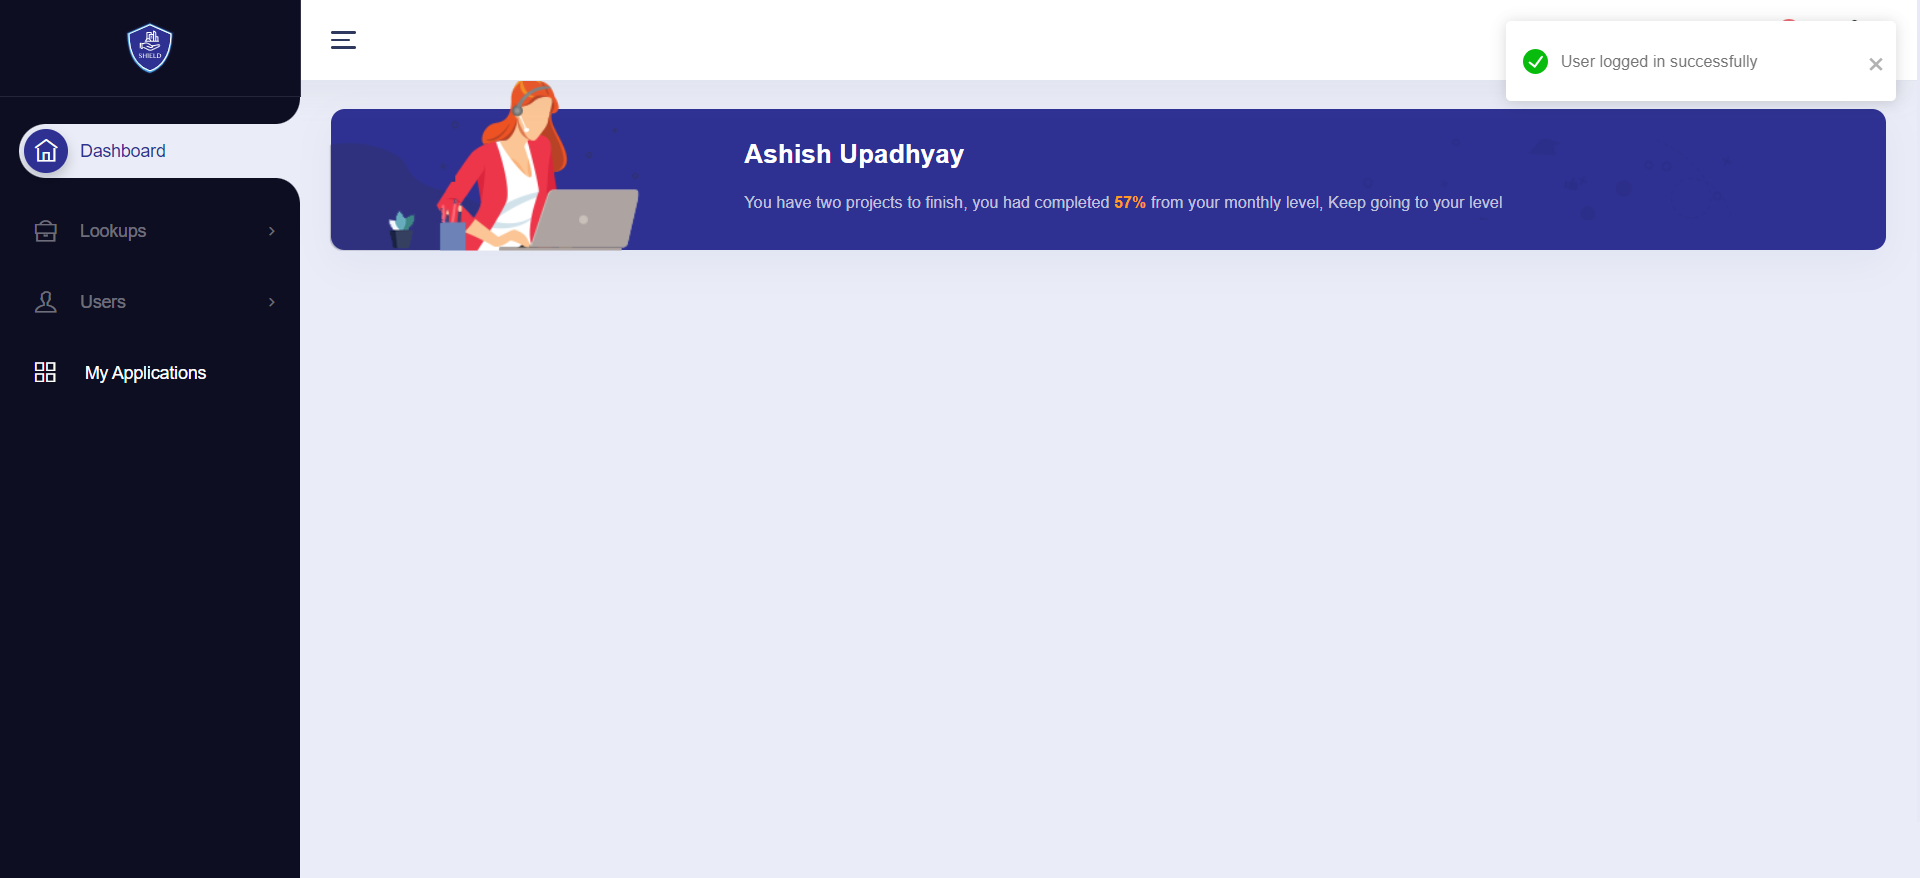 SHIELD
User logged in successfully
Dashboard
Ashish Upadhyay
You have two projects to finish, you had completed 57% from your monthly level, Keep going to your level
Lookups
Users
My Applications